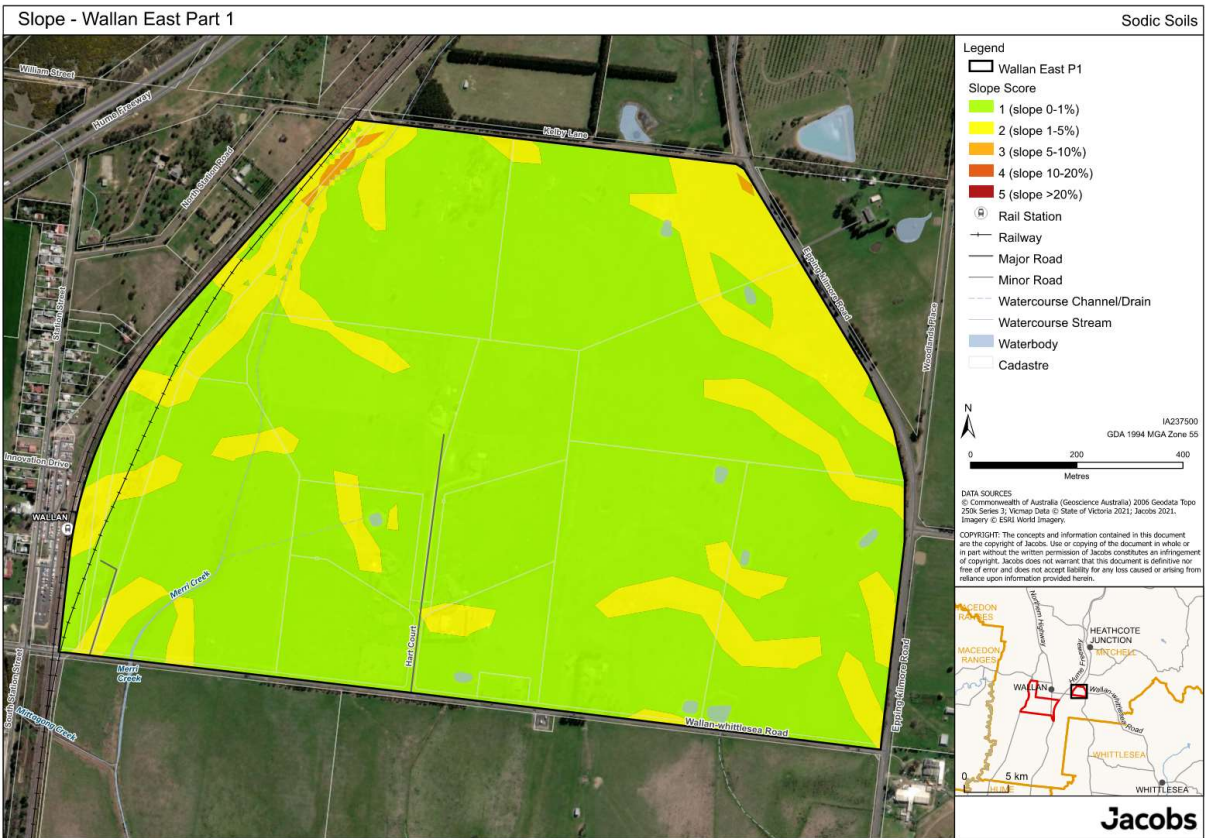 Slope - Wallan East Part 1
Sodic Soils
William Street
Hume Freeway
North Station Road
Kelby Lane
Epping-kilmore Road
Woodlands Place
Station Street
Innovation Drive
WALLAN
Merri Creek
Hart Court
Merri
Creek
South Station Street
Mittagong Creek
Wallan-whittlesea Road
Epping-kilmore Road
Legend
Wallan East P1
Slope Score
1 (slope 0-1%)
2 (slope 1-5%)
3 (slope 5-10%)
4 (slope 10-20%)
5 (slope >20%)
Rail Station
Railway
Major Road
Minor Road
Watercourse Channel/Drain
Watercourse Stream
Waterbody
Cadastre
N
IA237500
GDA 1994 MGA Zone 55
0 200 400
Metres
DATA SOURCES
© Commonwealth of Australia (Geoscience Australia) 2006 Geodata Topo
250k Series 3; Vicmap Data © State of Victoria 2021; Jacobs 2021.
Imagery © ESRI World Imagery.
COPYRIGHT: The concepts and information contained in this document
are the copyright of Jacobs. Use or copying of the document in whole or
in part without the written permission of Jacobs constitutes an infringement
of copyright. Jacobs does not warrant that this document is definitive nor
free of error and does not accept liability for any loss caused or arising from
reliance upon information provided herein.
MACEDON
RANGES
Northern Highway
HEATHCOTE
JUNCTION
MITCHELL
MACEDON
RANGES
Hume Freeway
WALLAN
Wallan-whittlesea Road
WHITTLESEA
0 5 km
HUME
WHITTLESEA
Jacobs